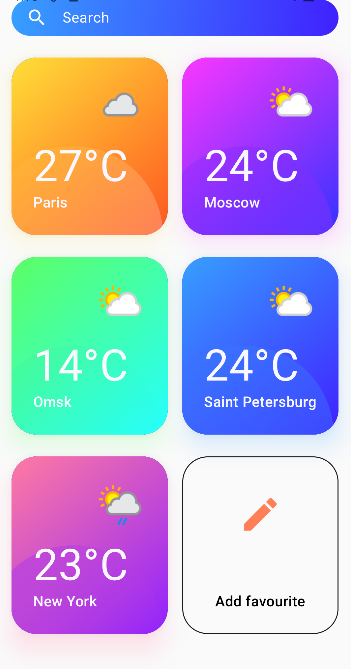 Search
27°C
Paris
24°C
Moscow
14°C
Omsk
24°C
Saint Petersburg
23°C
New York
Add favourite